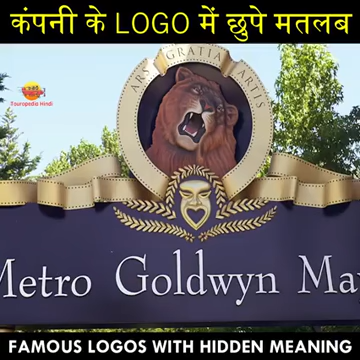 कंपनी के LOGO में छुपे मतलब
Touropedia Hindi
ARS GRATIA ARTIS
Metro Goldwyn Ma
FAMOUS LOGOS WITH HIDDEN MEANING